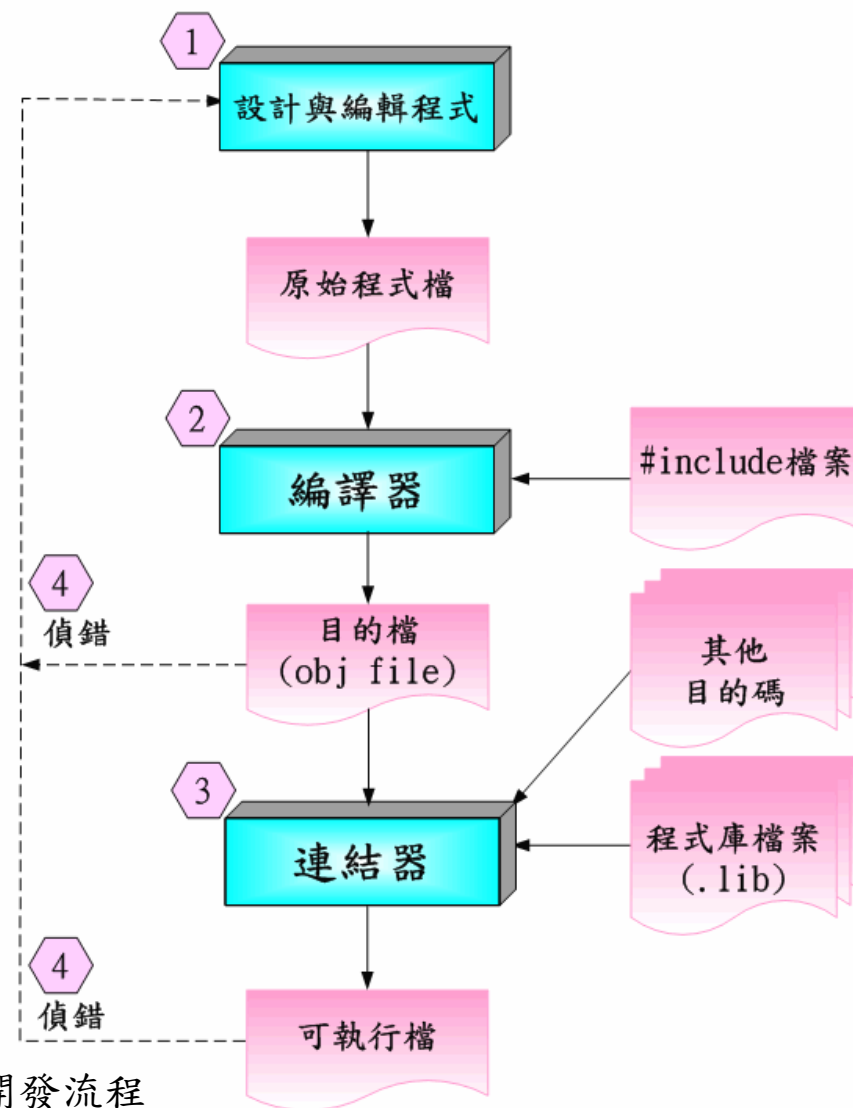 1
設計與編輯程式
原始程式檔
2
編譯器
#include檔案
4
偵錯
目的檔
(obj file)
其他
目的碼
3
連結器
程式庫檔案
(.lib)
4
偵錯
可執行檔
開發流程